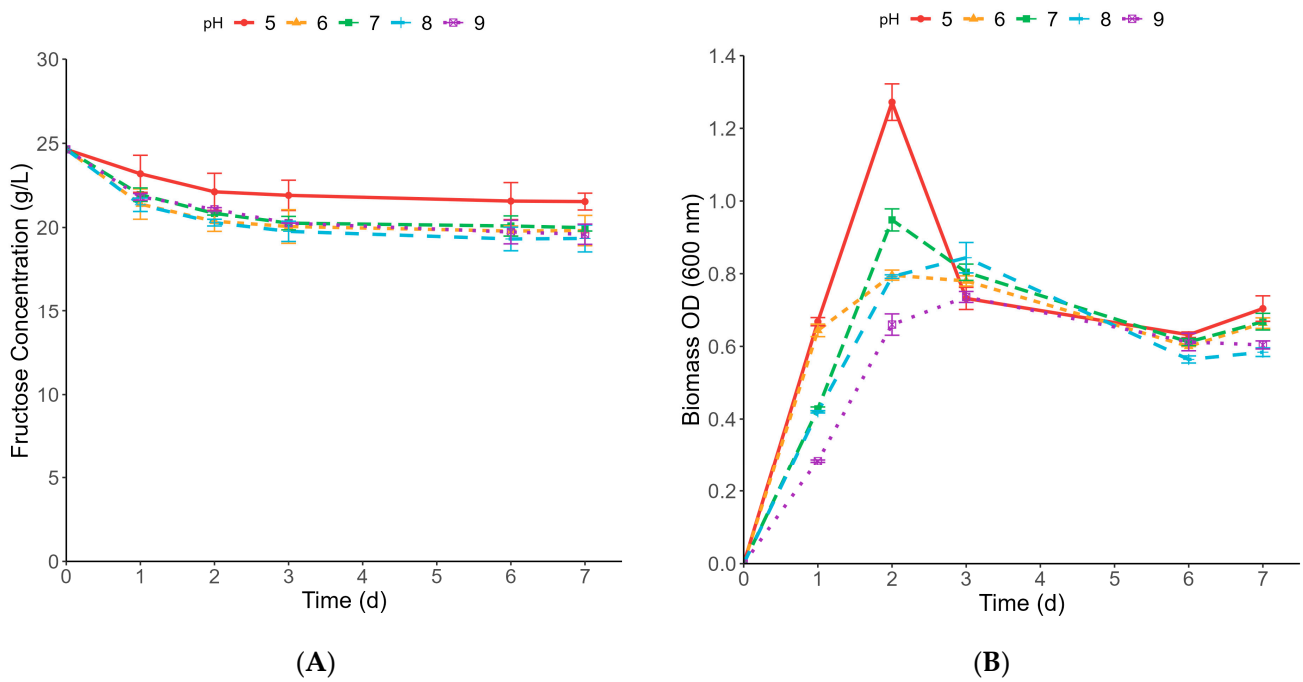 pH 5 6 7 8 9
Fructose Concentration (g/L)
30
25
20
15
10
5
0
0 1 2 3 4 5 6 7
Time (d)
(A)
pH 5 6 7 8 9
Biomass OD (600 nm)
1.4
1.2
1.0
0.8
0.6
0.4
0.2
0.0
0 1 2 3 4 5 6 7
Time (d)
(B)